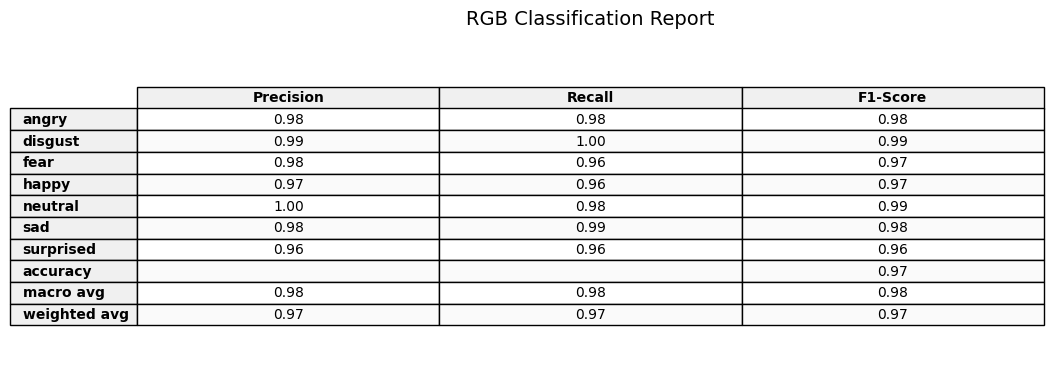 RGB Classification Report
Precision Recall F1-Score
angry 0.98 0.98 0.98
disgust 0.99 1.00 0.99
fear 0.98 0.96 0.97
happy 0.97 0.96 0.97
neutral 1.00 0.98 0.99
sad 0.98 0.99 0.98
surprised 0.96 0.96 0.96
accuracy 0.97
macro avg 0.98 0.98 0.98
weighted avg 0.97 0.97 0.97